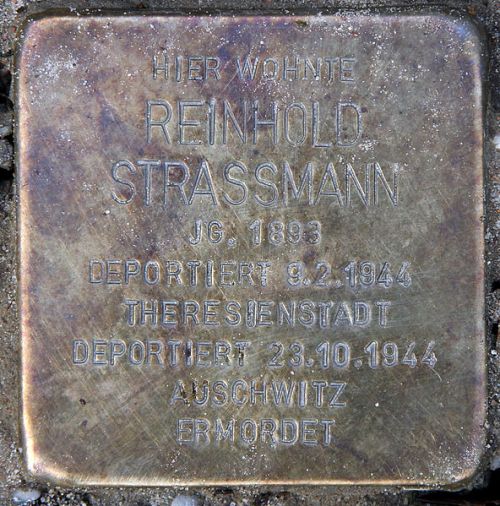 HIER WOHNTE
REINHOLD
STRASSMANN
JG. 1893
DEPORTIERT 9.2.1944
THERESIENSTADT
DEPORTIERT 23.10.1944
AUSCHWITZ
ERMORDET